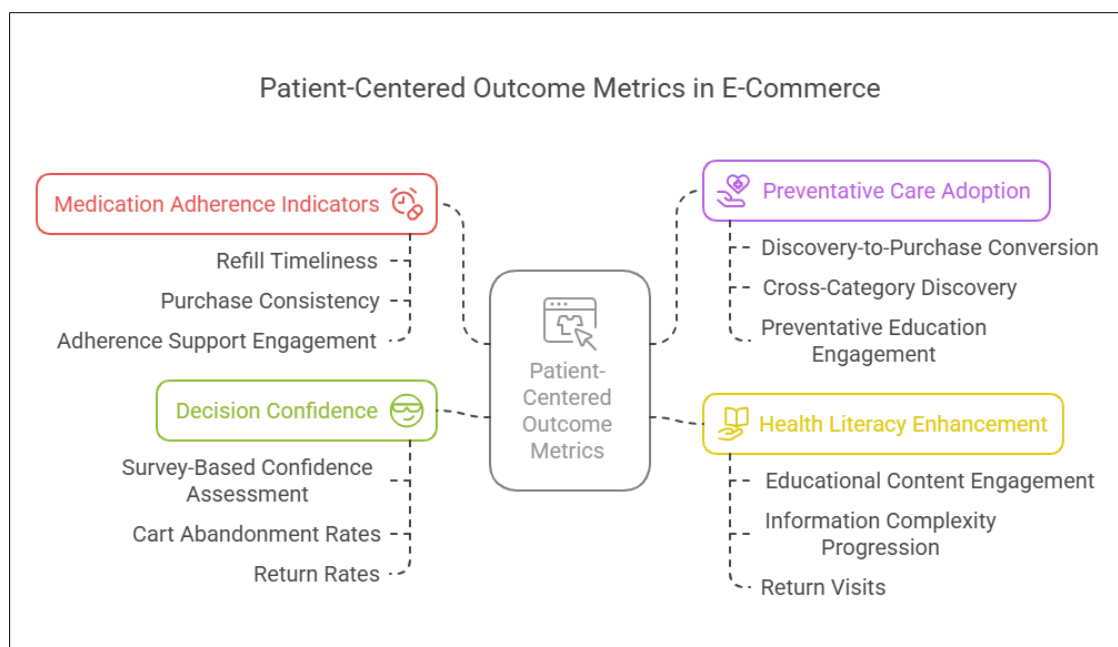 Patient-Centered Outcome Metrics in E-Commerce
Medication Adherence Indicators
Refill Timeliness
Purchase Consistency
Adherence Support Engagement
Decision Confidence
Survey-Based Confidence
Assessment
Cart Abandonment Rates
Return Rates
Patient-
Centered
Outcome
Metrics
Preventative Care Adoption
Discovery-to-Purchase Conversion
Cross-Category Discovery
Preventative Education
Engagement
Health Literacy Enhancement
Educational Content Engagement
Information Complexity
Progression
Return Visits